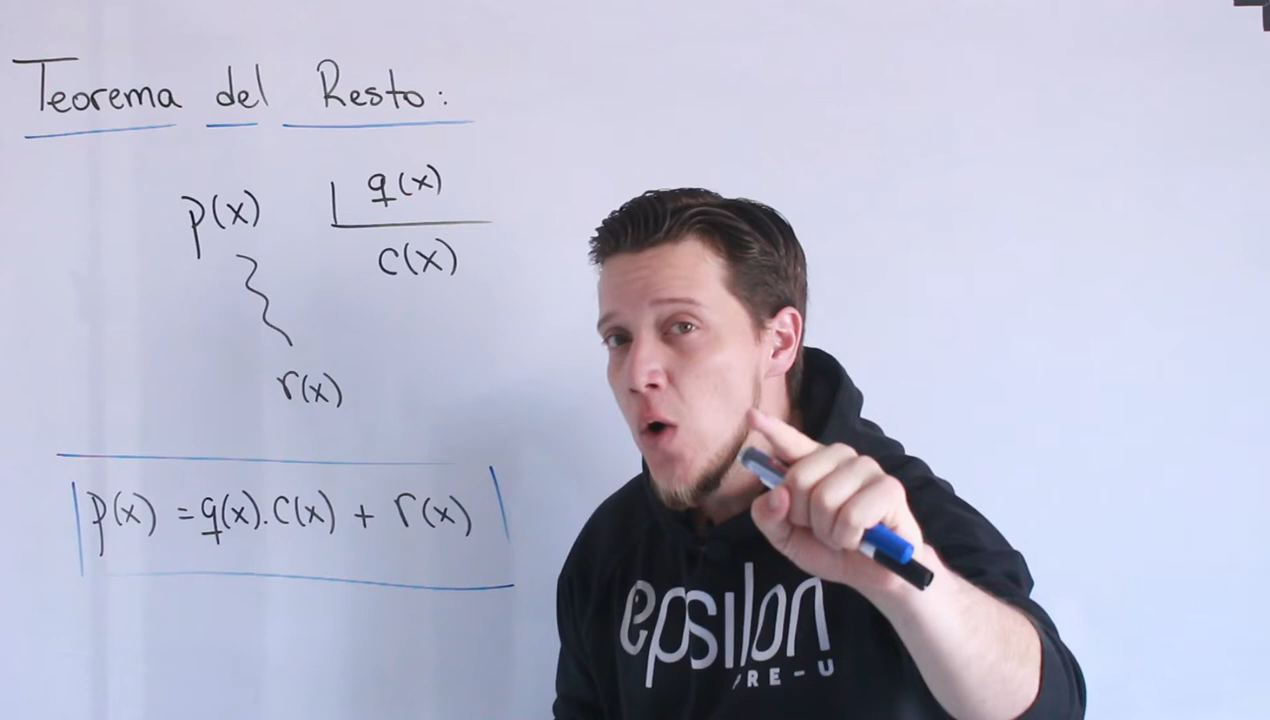 Teorema del Resto:
p(x) q(x)
c(x)
r(x)
p(x) = q(x).c(x) + r(x)
epsilon
PRE-U